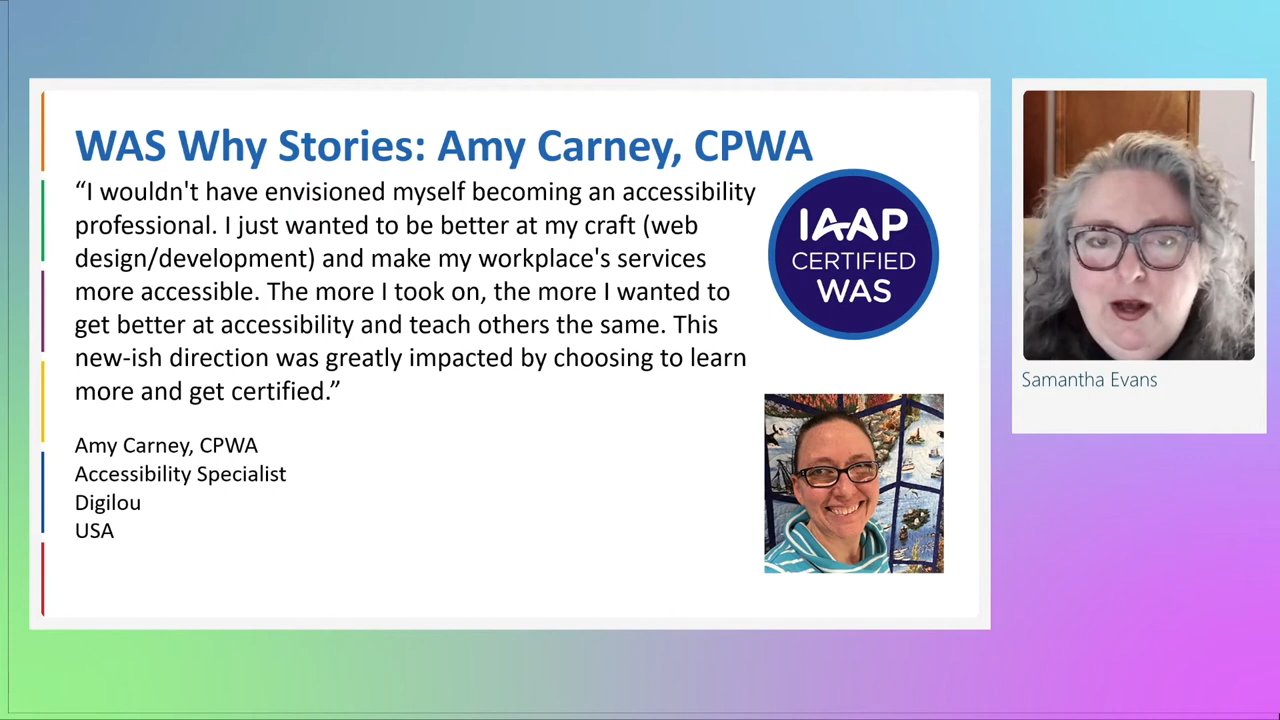 WAS Why Stories: Amy Carney, CPWA
“I wouldn't have envisioned myself becoming an accessibility
professional. I just wanted to be better at my craft (web
design/development) and make my workplace's services
more accessible. The more I took on, the more I wanted to
get better at accessibility and teach others the same. This
new-ish direction was greatly impacted by choosing to learn
more and get certified.”
Amy Carney, CPWA
Accessibility Specialist
Digilou
USA
IAAP
CERTIFIED
WAS
Samantha Evans